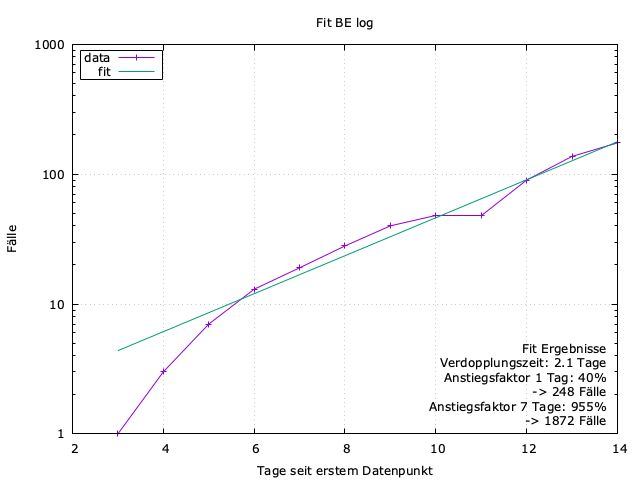 Fit BE log
1000
100
10
1
Fälle
data
fit
Fit Ergebnisse
Verdopplungszeit: 2.1 Tage
Anstiegsfaktor 1 Tag: 40%
-> 248 Fälle
Anstiegsfaktor 7 Tage: 955%
-> 1872 Fälle
2 4 6 8 10 12 14
Tage seit erstem Datenpunkt